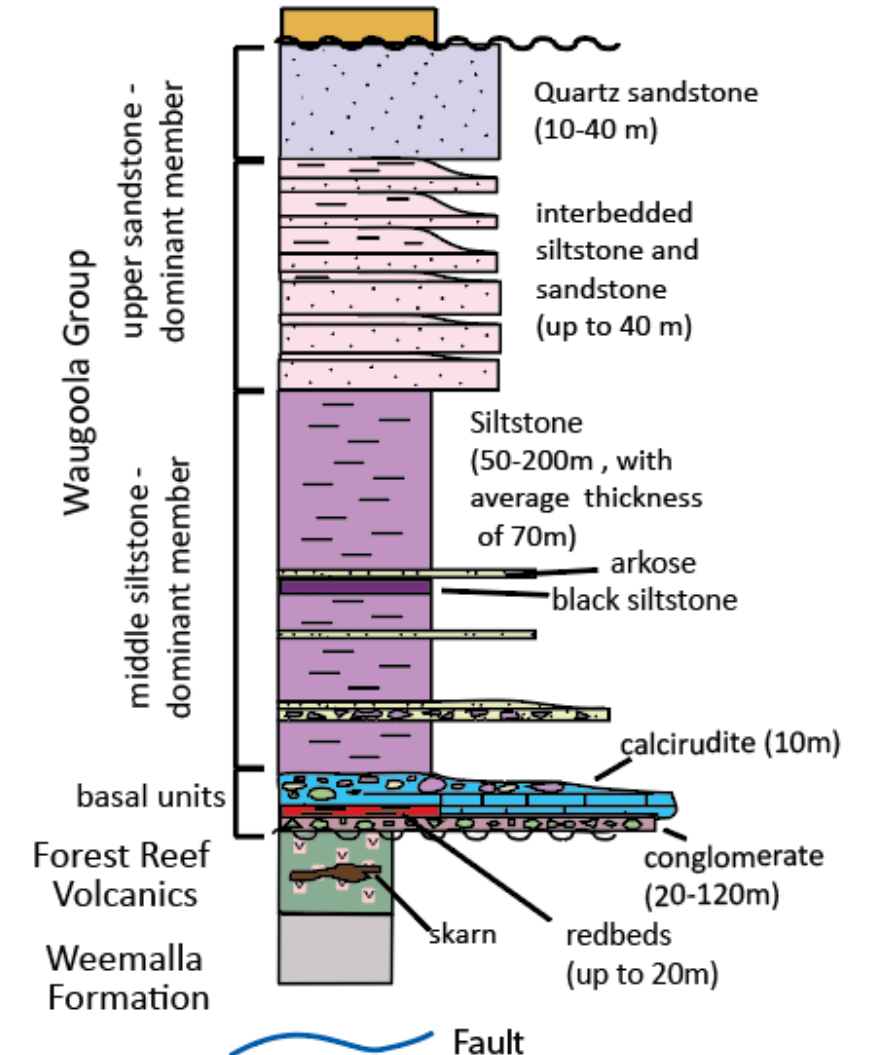 Quartz sandstone
(10-40 m)
upper sandstone -
dominant member
interbedded
siltstone and
sandstone
(up to 40 m)
Waugoola Group
middle siltstone -
dominant member
Siltstone
(50-200m , with
average thickness
of 70m)
arkose
black siltstone
calcirudite (10m)
basal units
Forest Reef
Volcanics
conglomerate
(20-120m)
skarn
redbeds
(up to 20m)
Weemalla
Formation
Fault